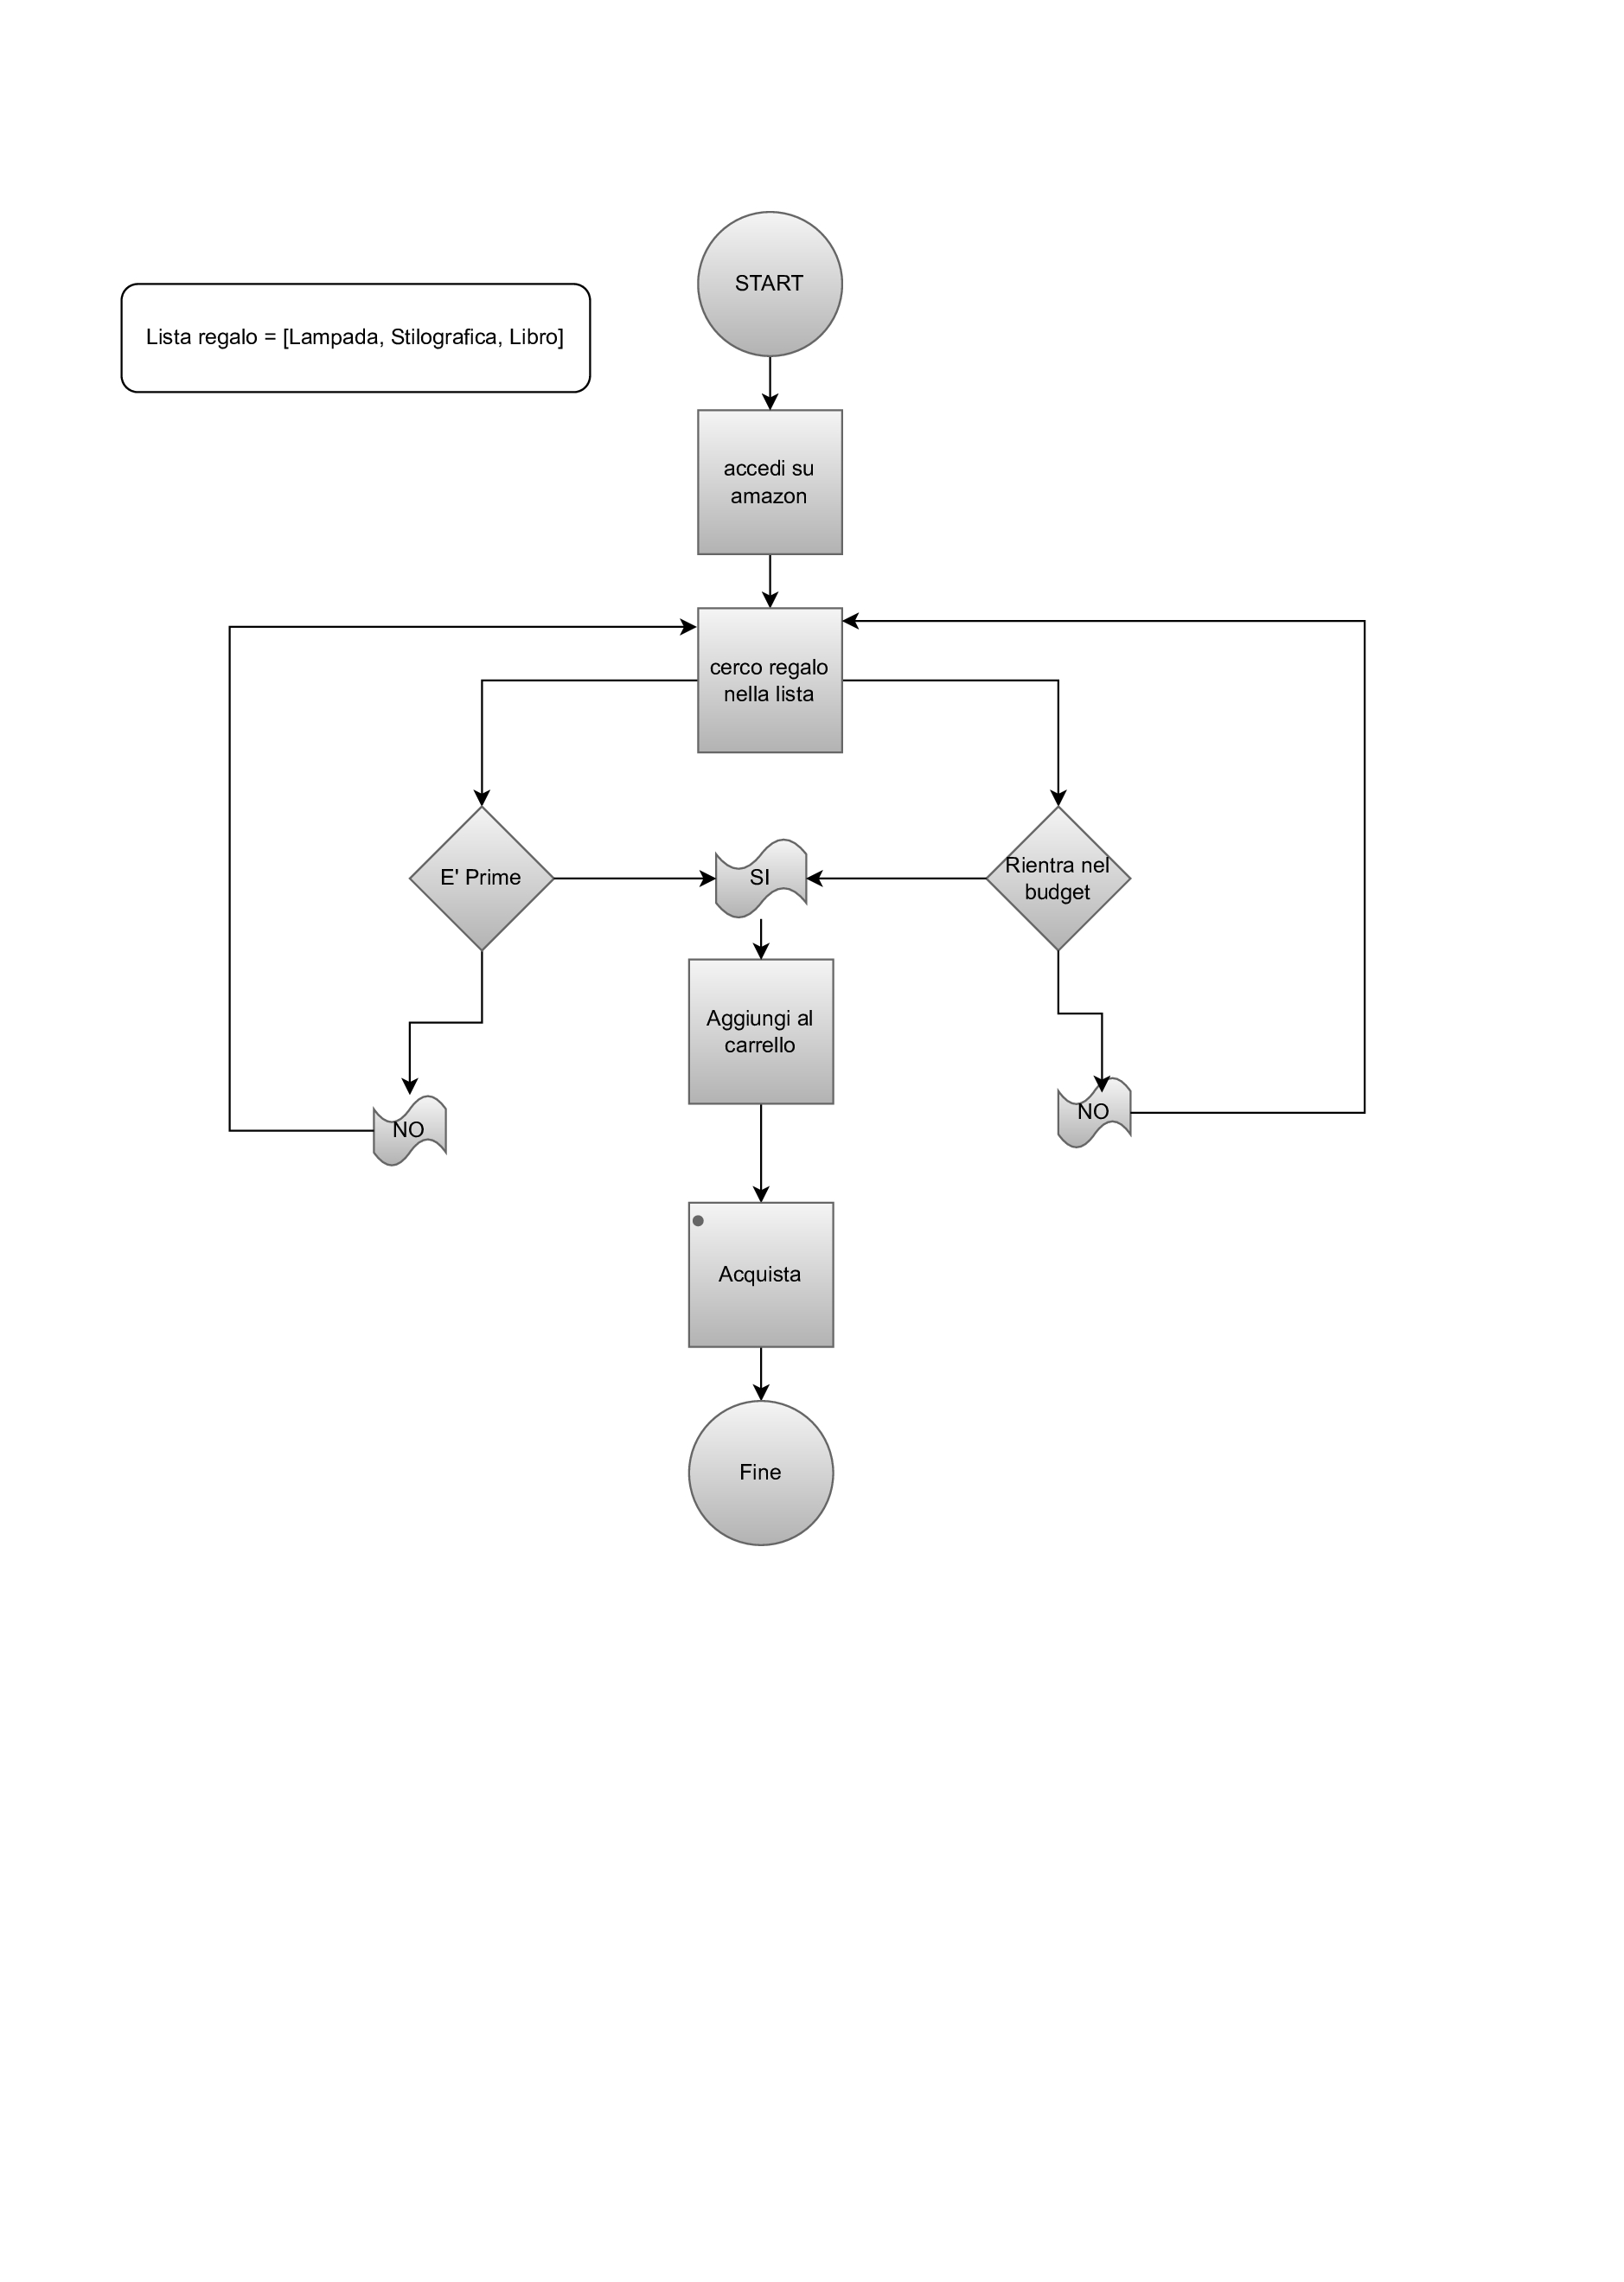 START
Lista regalo = [Lampada, Stilografica, Libro]
accedi su
amazon
cerco regalo
nella lista
E' Prime
SI
Rientra nel
budget
Aggiungi al
carrello
NO
NO
Acquista
Fine